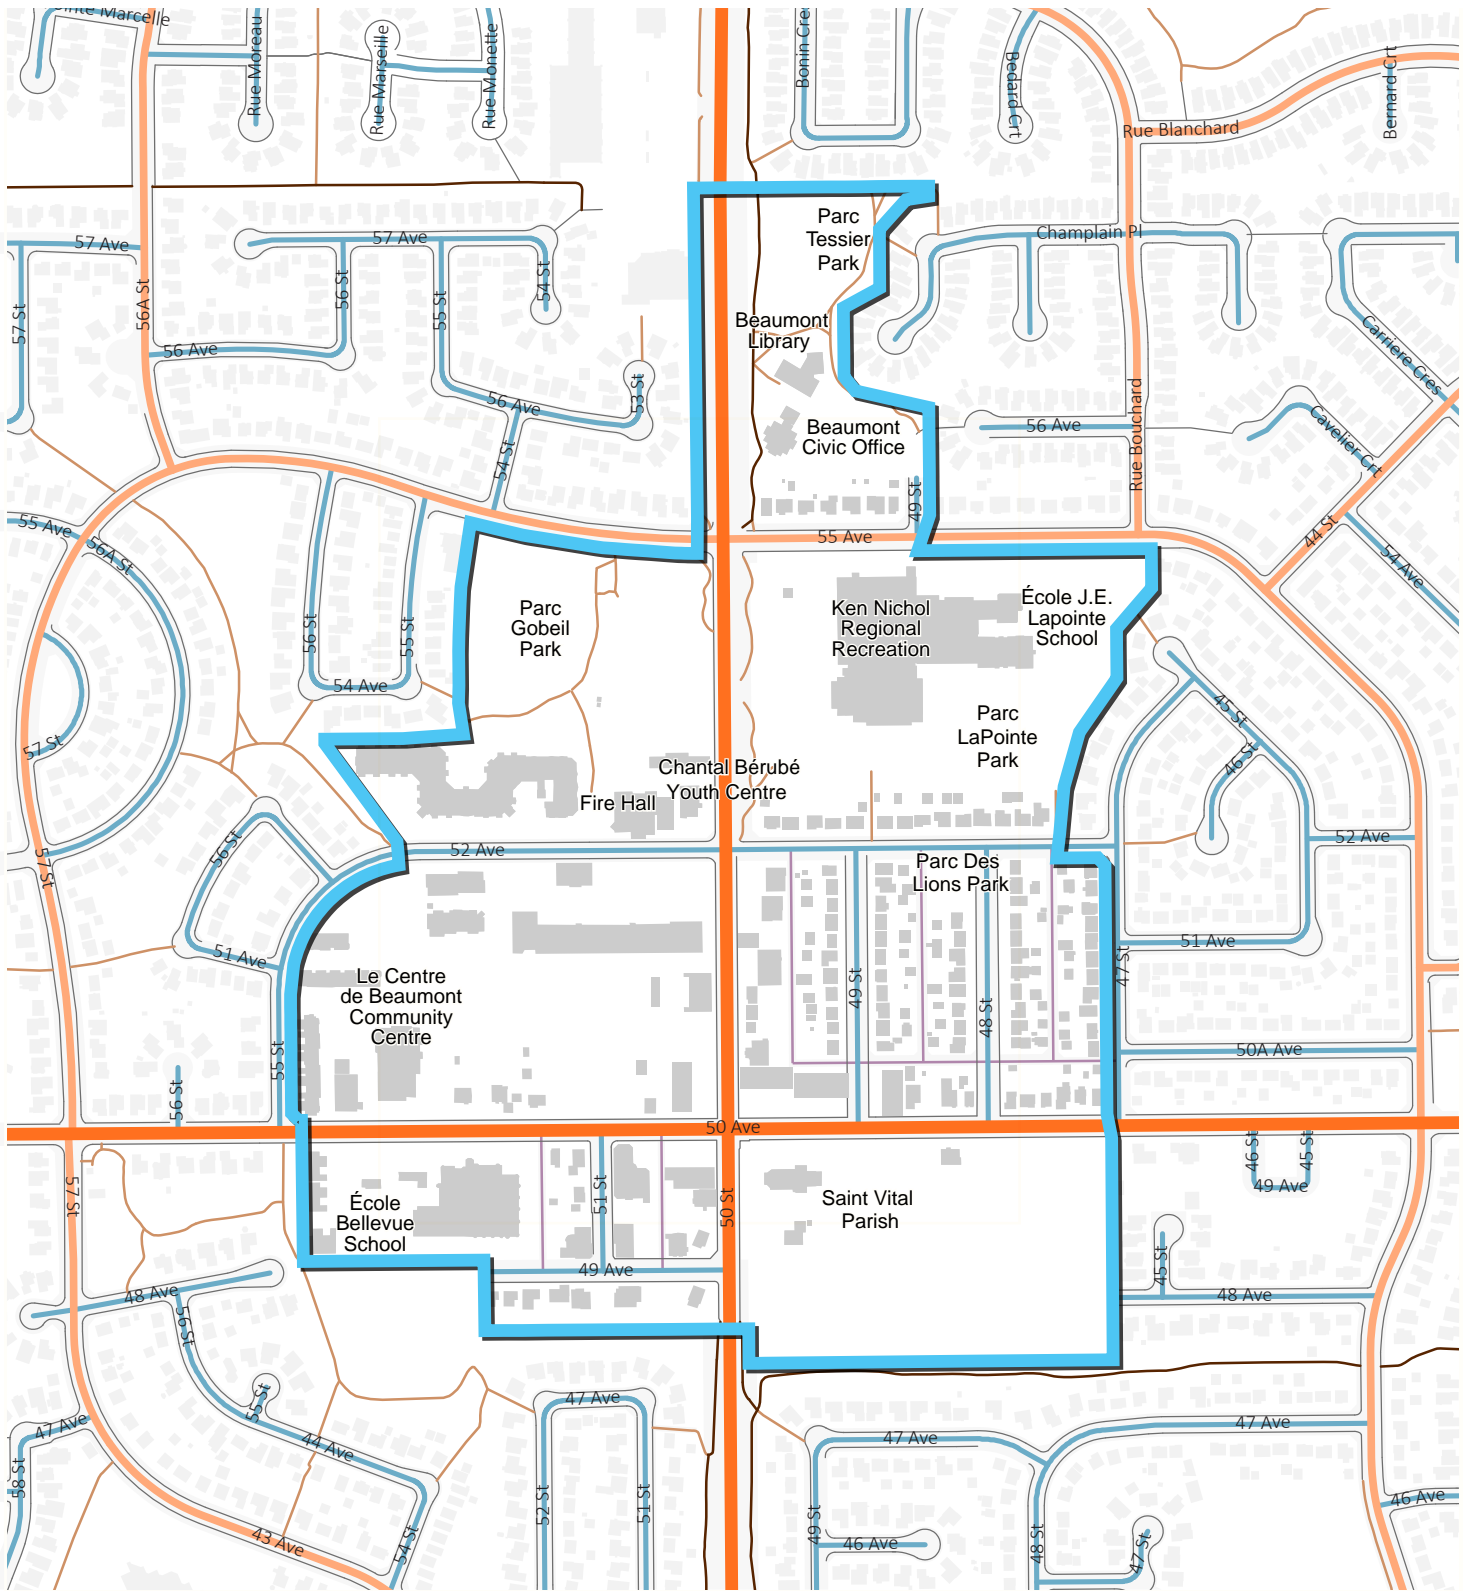 Marcelle
Rue Moreau
Rue Marseille
Rue Monette
Bonin Cre
Bedard Crt
Rue Blanchard
Bernard Crt
Parc
Tessier
Park
57 Ave
57 Ave
Champlain Pl
56A St
57 St
56 St
55 St
54 St
Beaumont
Library
Carriere Cres
56 Ave
53 St
56 Ave
54 St
Beaumont
Civic Office
56 Ave
Rue Bouchard
Cavelier Crt
49 St
55 Ave
56A St
55 Ave
44 St
54 Ave
Parc
Gobeil
Park
Ken Nichol
Regional
Recreation
École J.E.
Lapointe
School
56 St
55 St
54 Ave
Parc
LaPointe
Park
45 St
46 St
57 St
Chantal Bérubé
Youth Centre
Fire Hall
52 Ave
52 Ave
56 St
57 St
Parc Des
Lions Park
51 Ave
51 Ave
47 St
Le Centre
de Beaumont
Community
Centre
49 St
48 St
55 St
50A Ave
56 St
50 Ave
46 St
45 St
49 Ave
57 St
École
Bellevue
School
51 St
50 St
Saint Vital
Parish
49 Ave
45 St
48 Ave
48 Ave
56 St
55 St
47 Ave
47 Ave
44 Ave
47 Ave
47 Ave
58 St
52 St
51 St
49 St
46 Ave
46 Ave
43 Ave
54 St
48 St
47 St